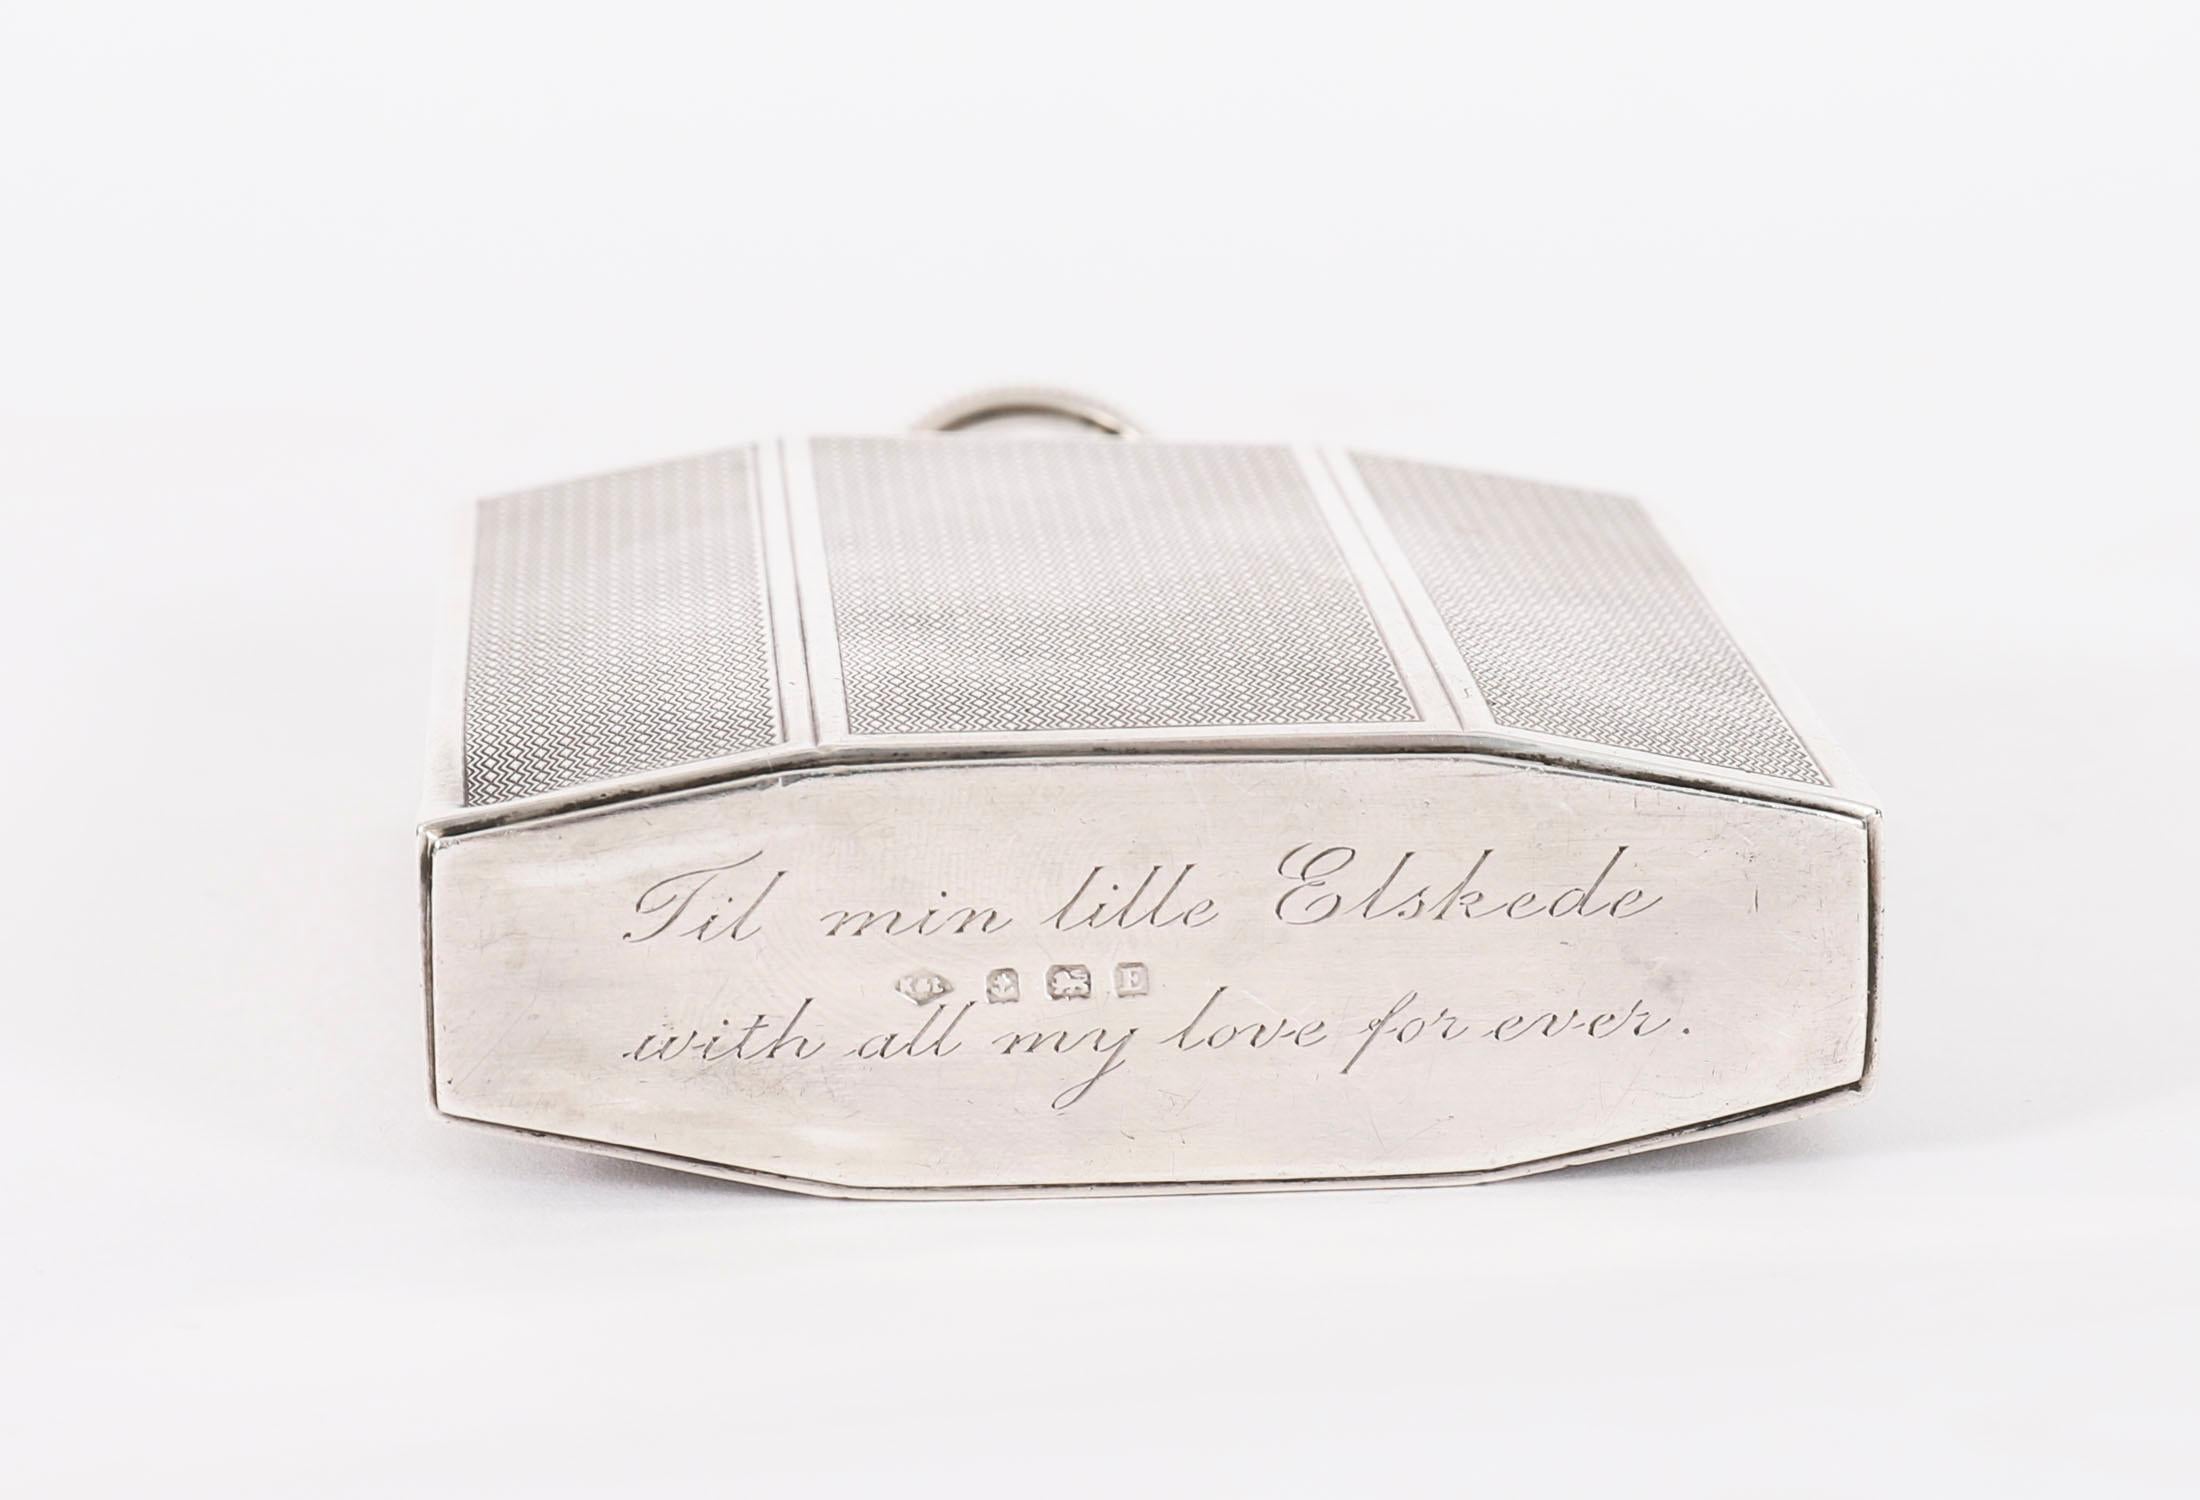 Til min lille Elskede
E
with all my love for ever.